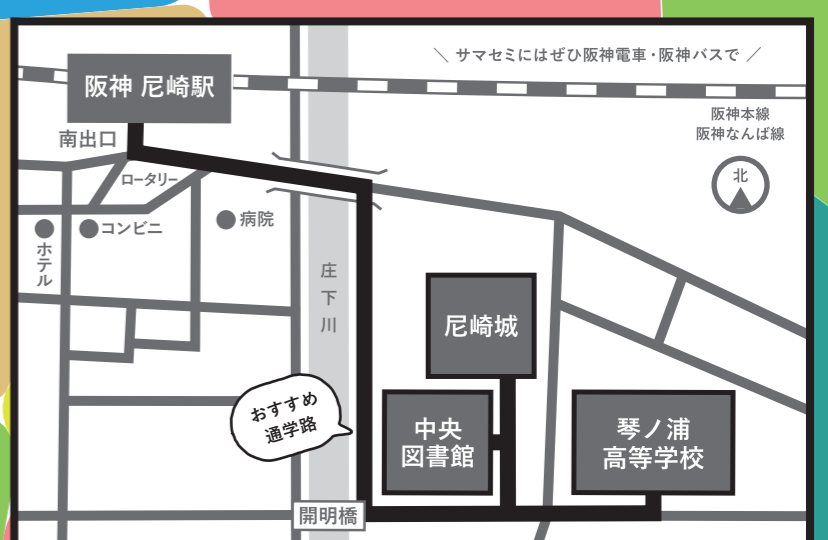 ＼ サマセミにはぜひ阪神電車・阪神バスで ／
阪神 尼崎駅
阪神本線
阪神なんば線
南出口
ロータリー
北
コンビニ
病院
ホテル
庄下川
尼崎城
おすすめ
通学路
中央
図書館
琴ノ浦
高等学校
開明橋